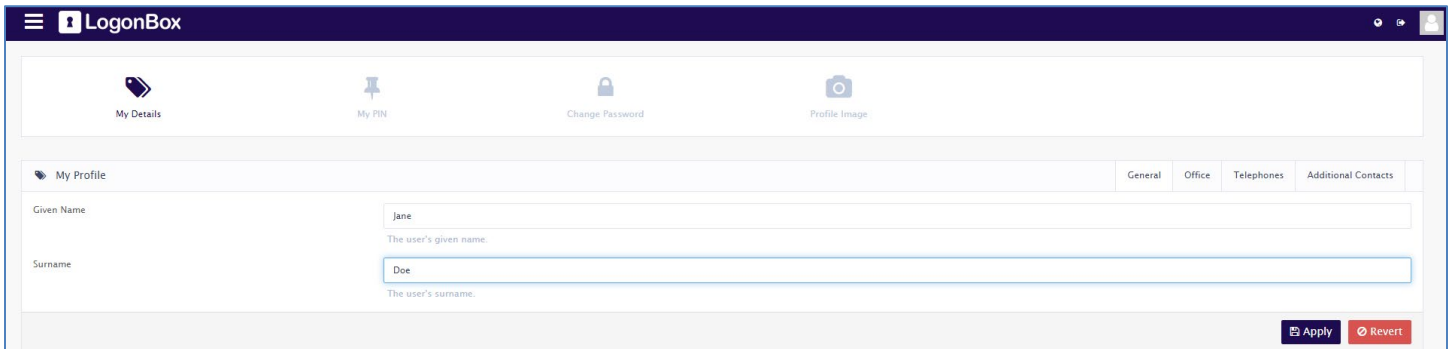 LogonBox
My Details
My PIN
Change Password
Profile Image
My Profile
General
Office
Telephones
Additional Contacts
Given Name
Jane
The user's given name.
Surname
Doe
The user's surname.
Apply
Revert